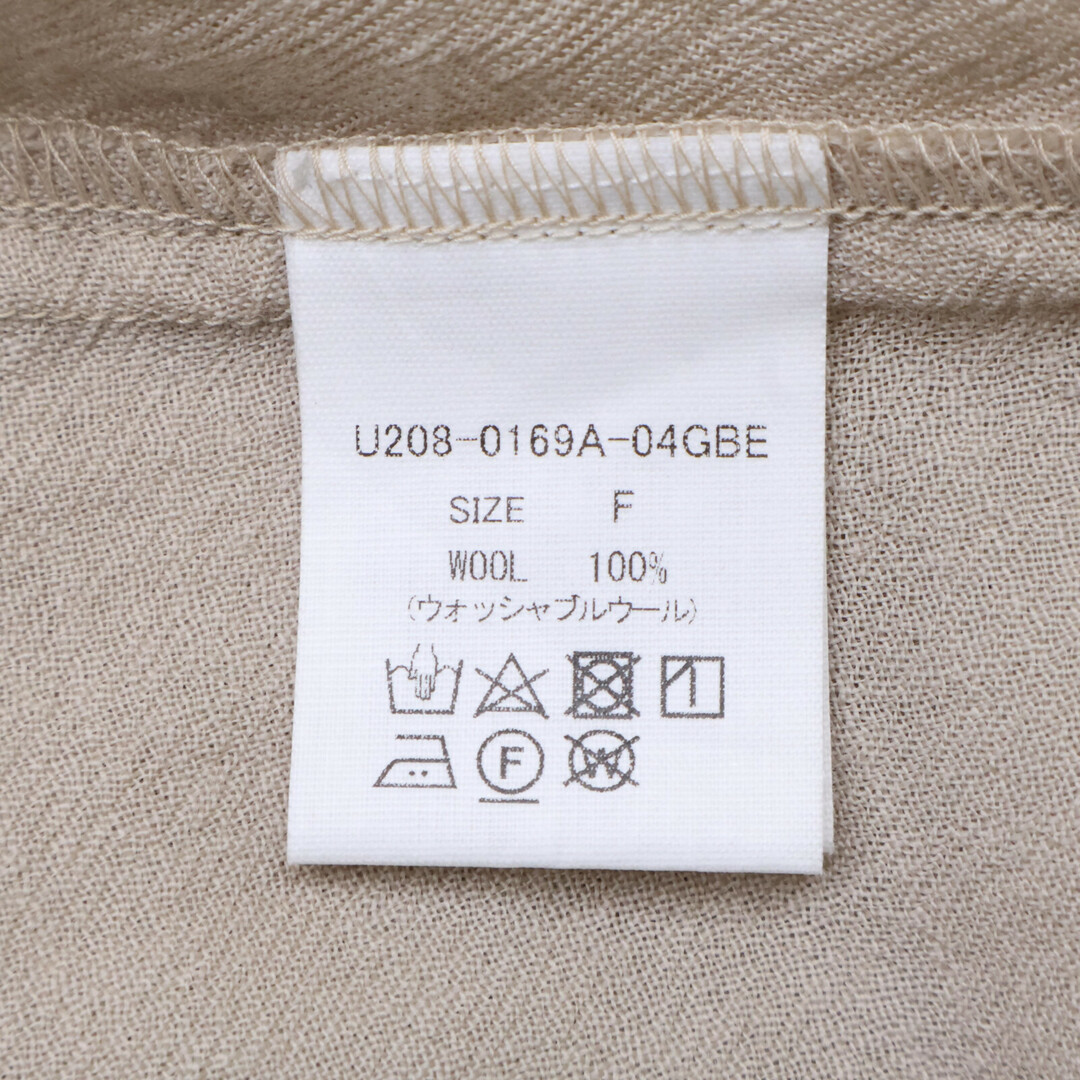 U208-0169A-04GBE
SIZE F
WOOL 100%
(ウォッシャブルウール)
F
W